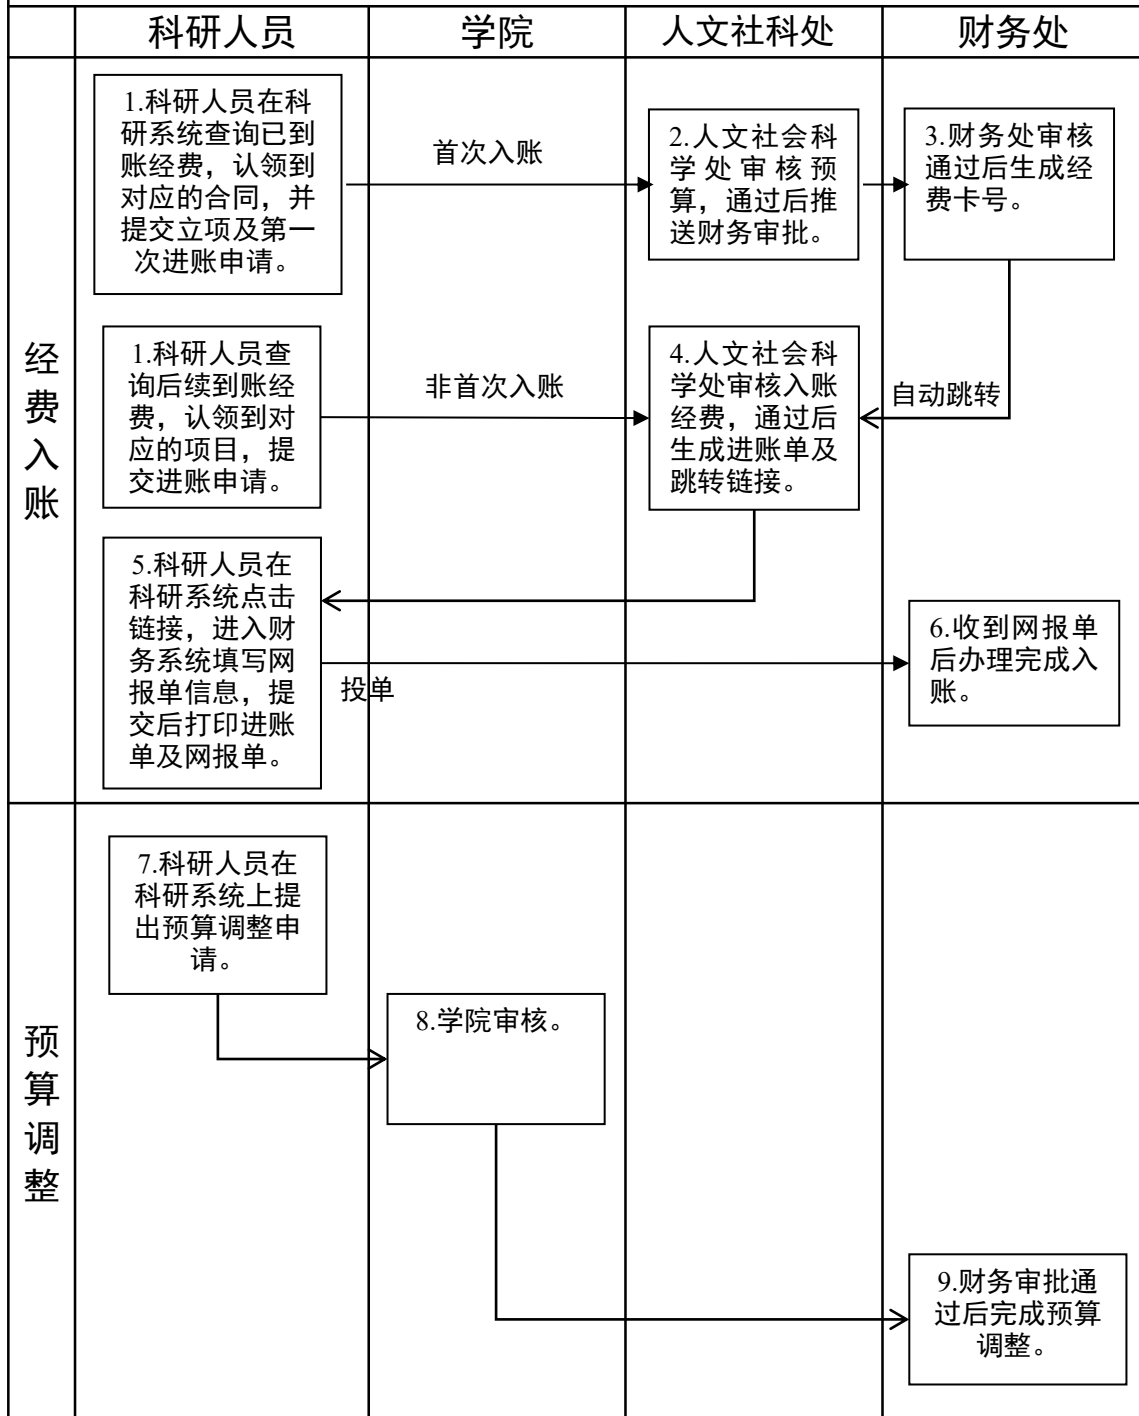 科研人员
学院
人文社科处
财务处
经
费
入
账
1.科研人员在科
研系统查询已到
账经费，认领到
对应的合同，并
提交立项及第一
次进账申请。
首次入账
2.人文社会科
学处审核预
算，通过后推
送财务审批。
3.财务处审核
通过后生成经
费卡号。
1.科研人员查
询后续到账经
费，认领到对
应的项目，提
交进账申请。
非首次入账
4.人文社会科
学处审核入账
经费，通过后
生成进账单及
跳转链接。
自动跳转
5.科研人员在
科研系统点击
链接，进入财
务系统填写网
报单信息，提
交后打印进账
单及网报单。
投单
6.收到网报单
后办理完成入
账。
预
算
调
整
7.科研人员在
科研系统上提
出预算调整申
请。
8.学院审核。
9.财务审批通
过后完成预算
调整。